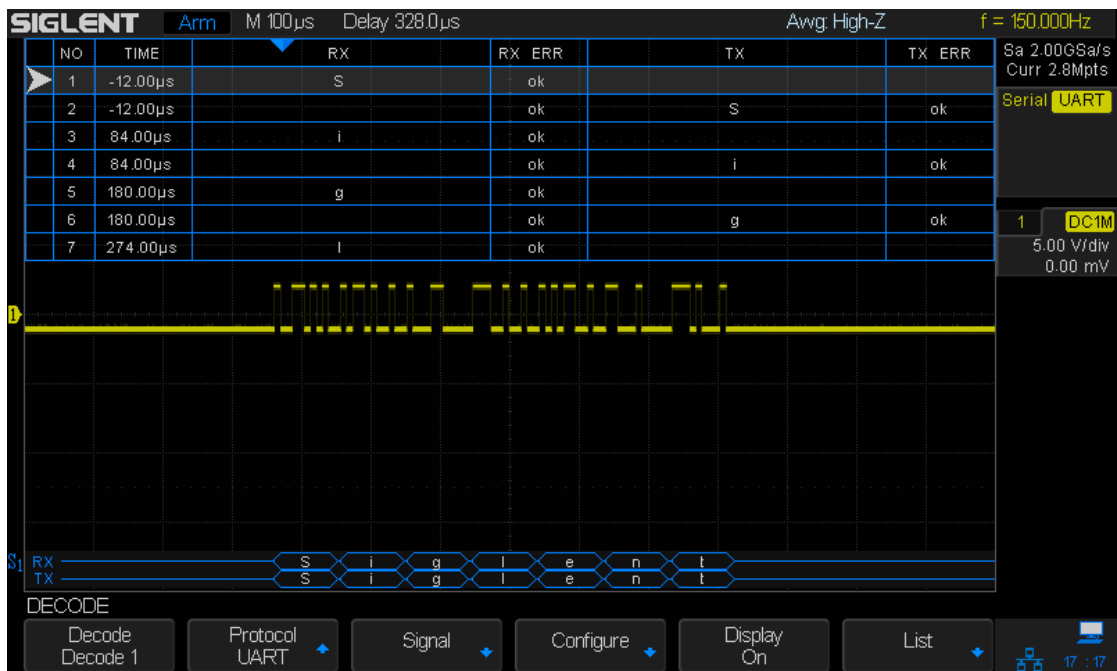 SIGLENT Arm M 100µs Delay 328.0µs Awg: High-Z f = 150.000Hz
Sa 2.00GSa/s
Curr 2.8Mpts
Serial UART
NO TIME RX RX ERR TX TX ERR
1 -12.00µs S ok
2 -12.00µs ok S ok
3 84.00µs i ok
4 84.00µs ok i ok
5 180.00µs g ok
6 180.00µs ok g ok
7 274.00µs l ok
1 DC1M
5.00 V/div
0.00 mV
1
S1 RX S i g l e n t
TX S i g l e n t
DECODE
Decode
Decode 1
Protocol
UART
Signal
Configure
Display
On
List
17 : 17